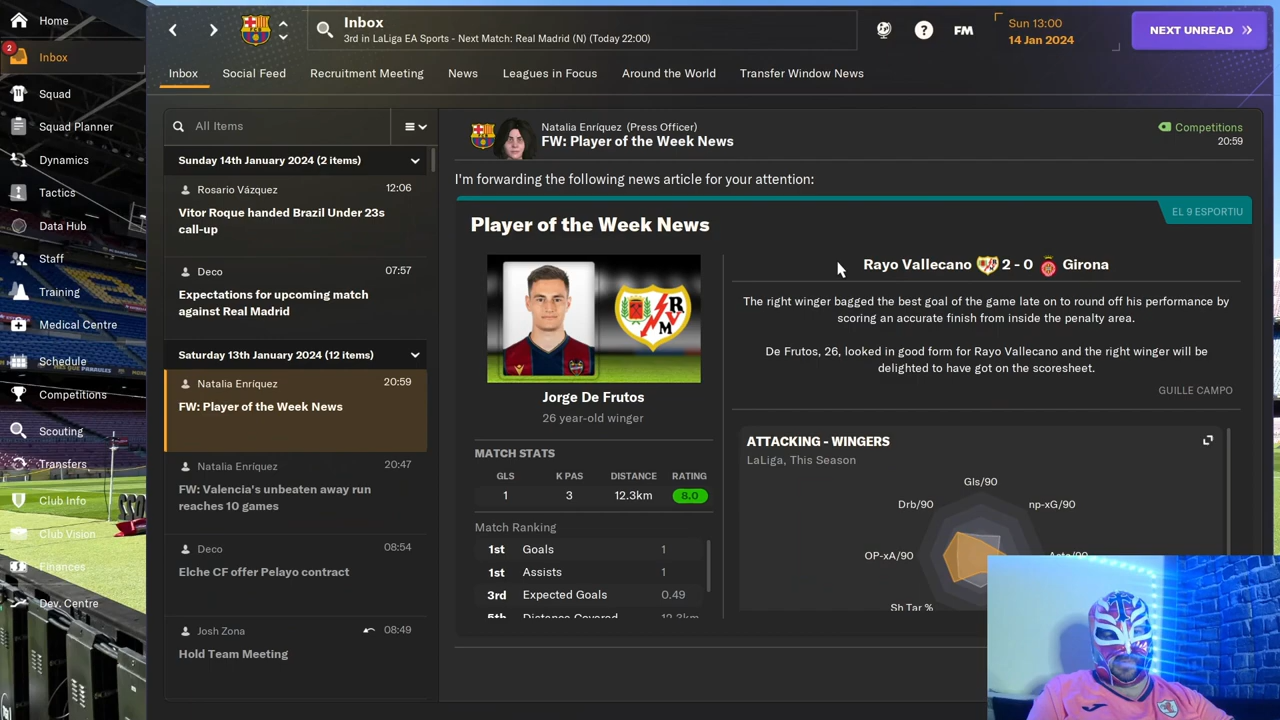 Home
2
Inbox
Squad
Squad Planner
Dynamics
Tactics
Data Hub
Staff
Training
Medical Centre
Schedule
Competitions
Scouting
Transfers
Club Info
Club Vision
Finances
Dev. Centre
Inbox
3rd in LaLiga EA Sports - Next Match: Real Madrid (N) (Today 22:00)
?
FM
Sun 13:00
14 Jan 2024
NEXT UNREAD
Inbox
Social Feed
Recruitment Meeting
News
Leagues in Focus
Around the World
Transfer Window News
All Items
Sunday 14th January 2024 (2 items)
Rosario Vázquez 12:06
Vitor Roque handed Brazil Under 23s
call-up
Deco 07:57
Expectations for upcoming match
against Real Madrid
Saturday 13th January 2024 (12 items)
Natalia Enríquez 20:59
FW: Player of the Week News
Natalia Enríquez 20:47
FW: Valencia's unbeaten away run
reaches 10 games
Deco 08:54
Elche CF offer Pelayo contract
Josh Zona 08:49
Hold Team Meeting
Natalia Enríquez (Press Officer)
FW: Player of the Week News
Competitions
20:59
I'm forwarding the following news article for your attention:
Player of the Week News
EL 9 ESPORTIU
Jorge De Frutos
26 year-old winger
MATCH STATS
GLS K PAS DISTANCE RATING
1 3 12.3km 8.0
Match Ranking
1st Goals 1
1st Assists 1
3rd Expected Goals 0.49
5th Distance Covered 12.3km
Rayo Vallecano 2 - 0 Girona
The right winger bagged the best goal of the game late on to round off his performance by
scoring an accurate finish from inside the penalty area.
De Frutos, 26, looked in good form for Rayo Vallecano and the right winger will be
delighted to have got on the scoresheet.
GUILLE CAMPO
ATTACKING - WINGERS
LaLiga, This Season
Gls/90
Drb/90
np-xG/90
OP-xA/90
Sh Tar %